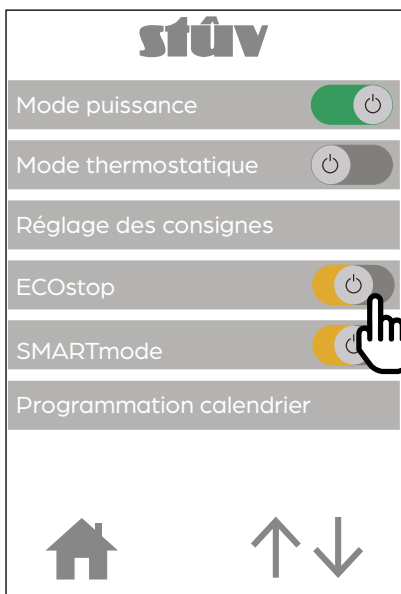 stûv
Mode puissance
Mode thermostatique
Réglage des consignes
ECOstop
SMARTmode
Programmation calendrier